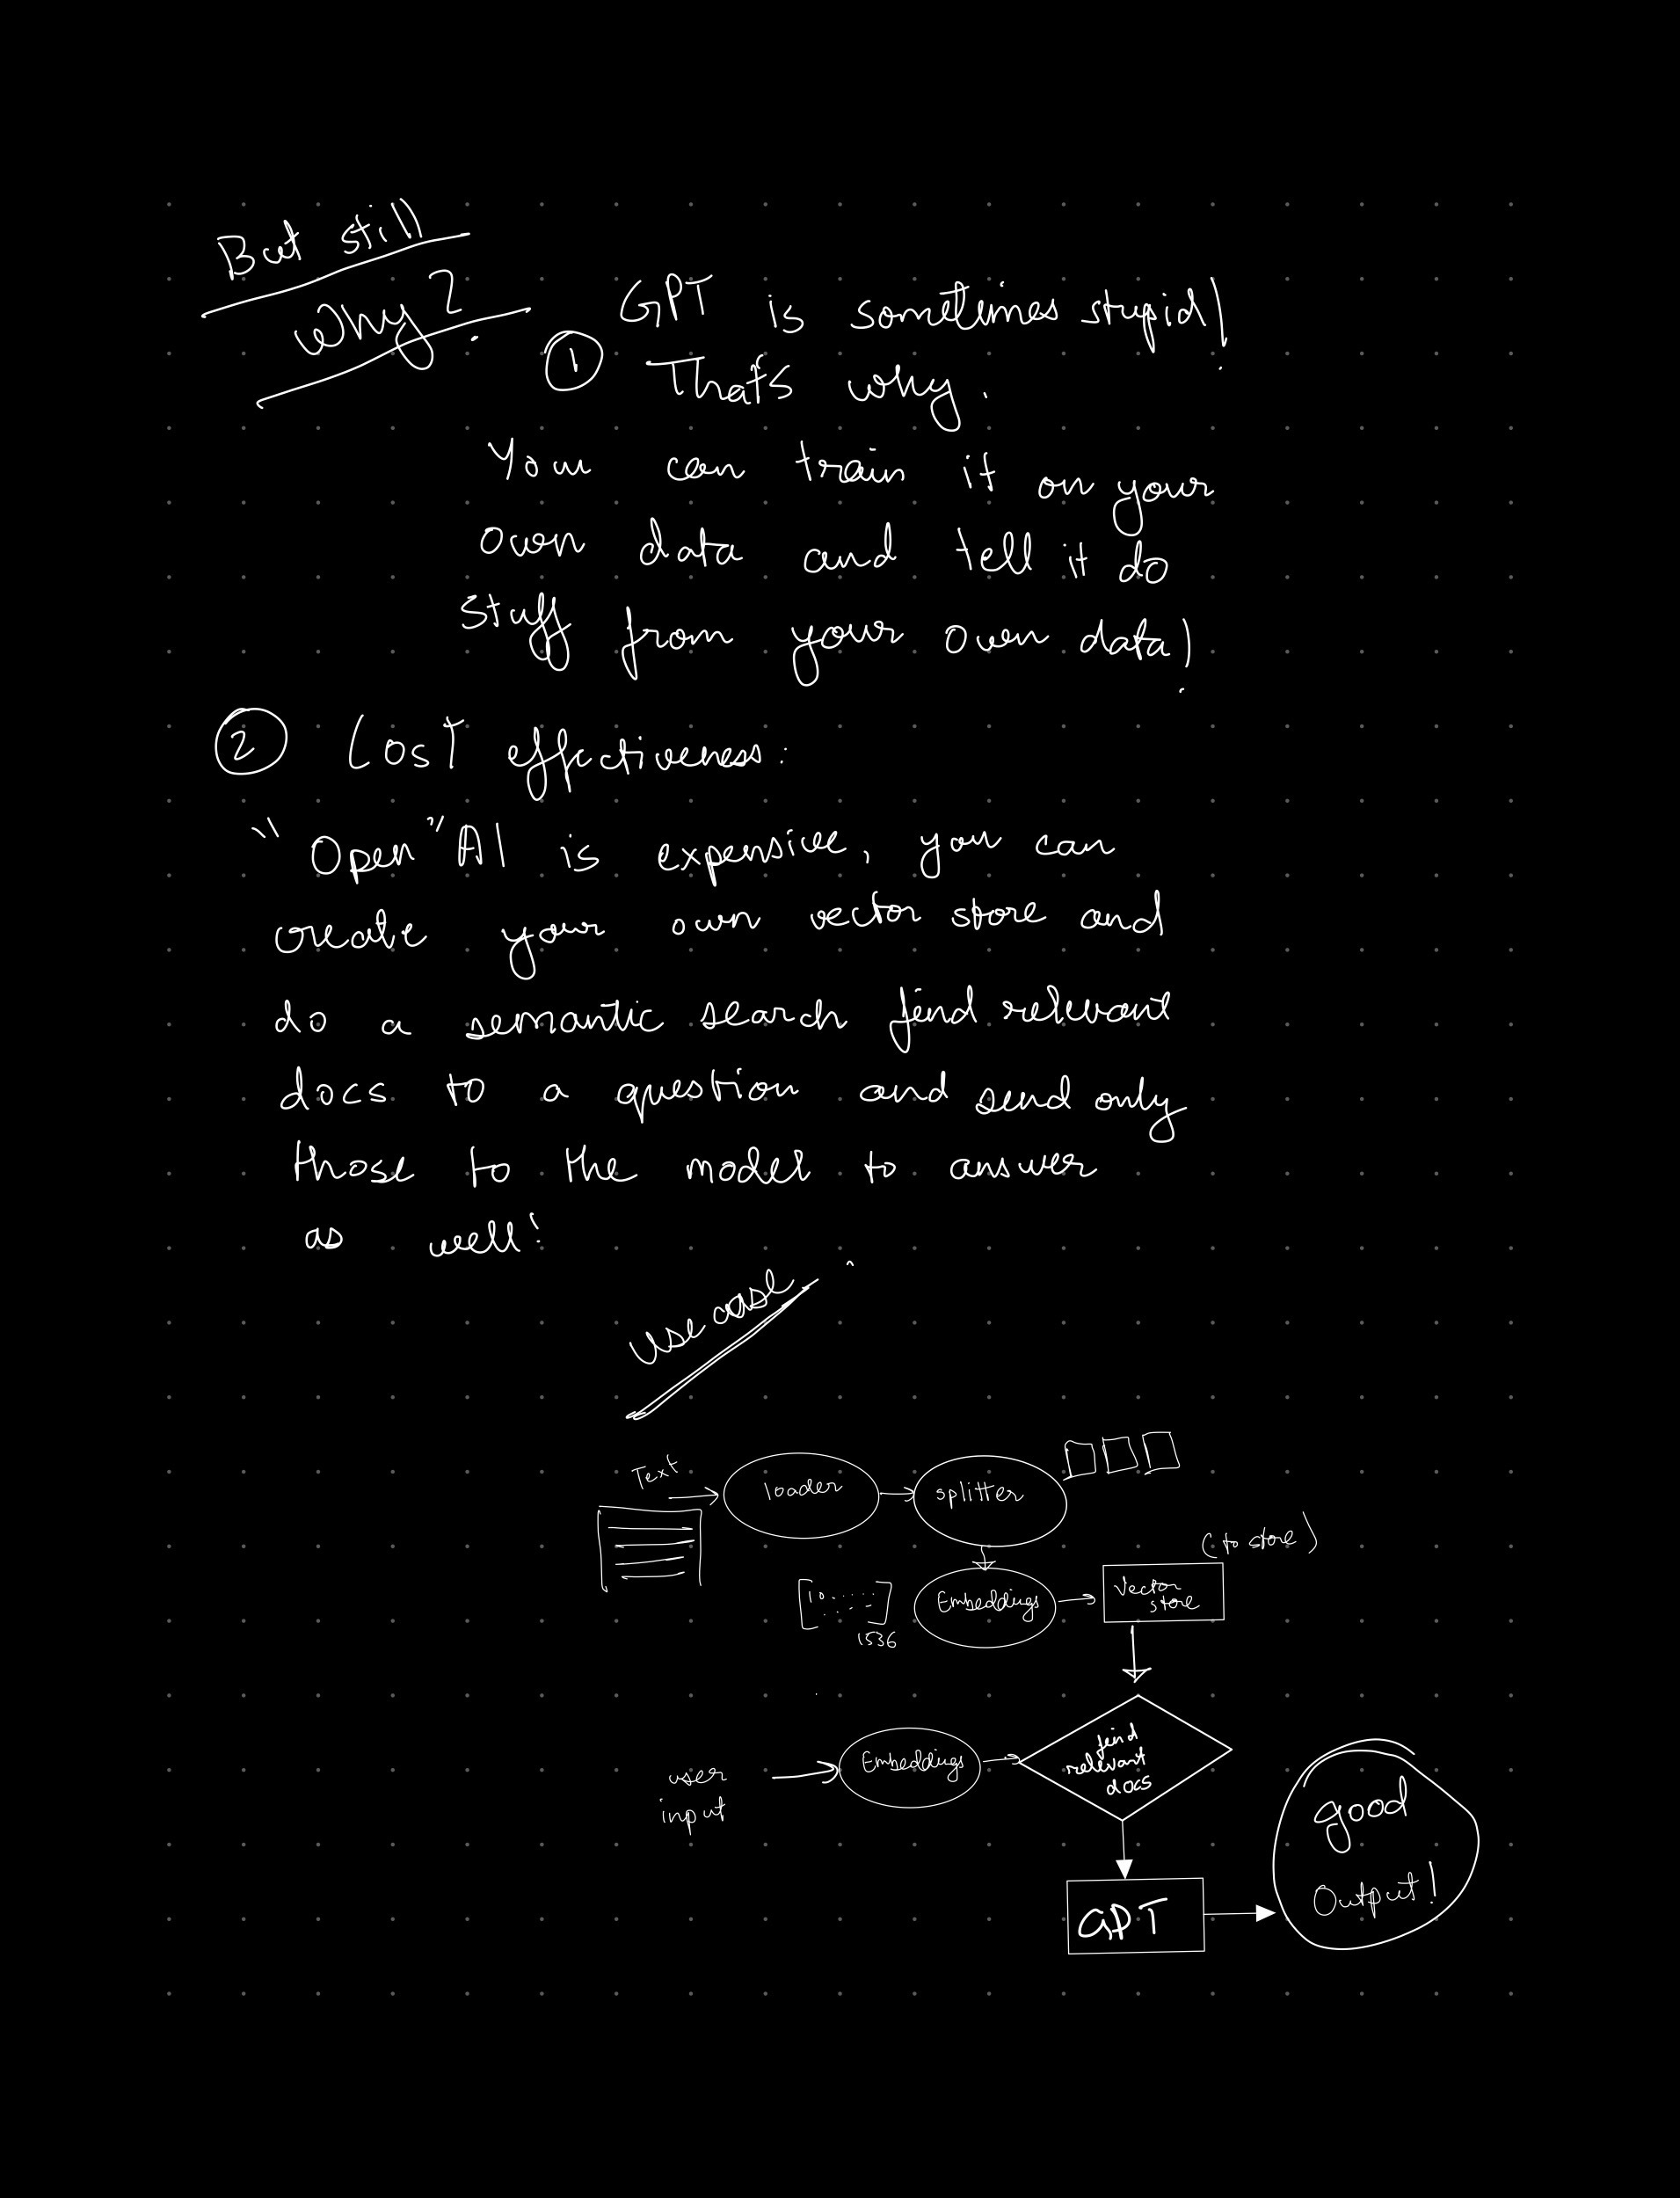 But still
Why?
① GPT is sometimes stupid!
That's why.
You can train it on your
own data and tell it do
stuff from your own data!
② Cost effectiveness:
"Open" AI is expensive, you can
create your own vector store and
do a semantic search find relevant
docs to a question and send only
those to the model to answer
as well!
use case
Text
loader
splitter
(to store)
[10......]
1536
Embeddings
Vector
store
user
input
Embeddings
find
relevant
docs
good
Output!
GPT